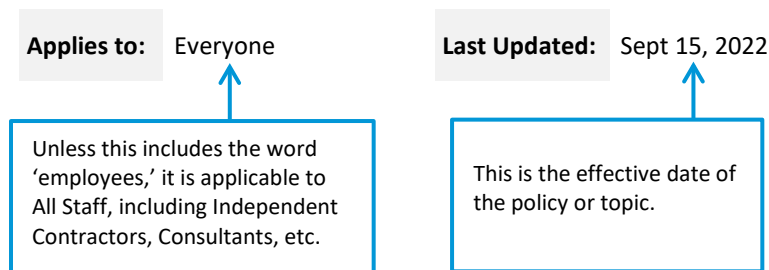 Applies to: Everyone
Last Updated: Sept 15, 2022
Unless this includes the word
‘employees,’ it is applicable to
All Staff, including Independent
Contractors, Consultants, etc.
This is the effective date of
the policy or topic.